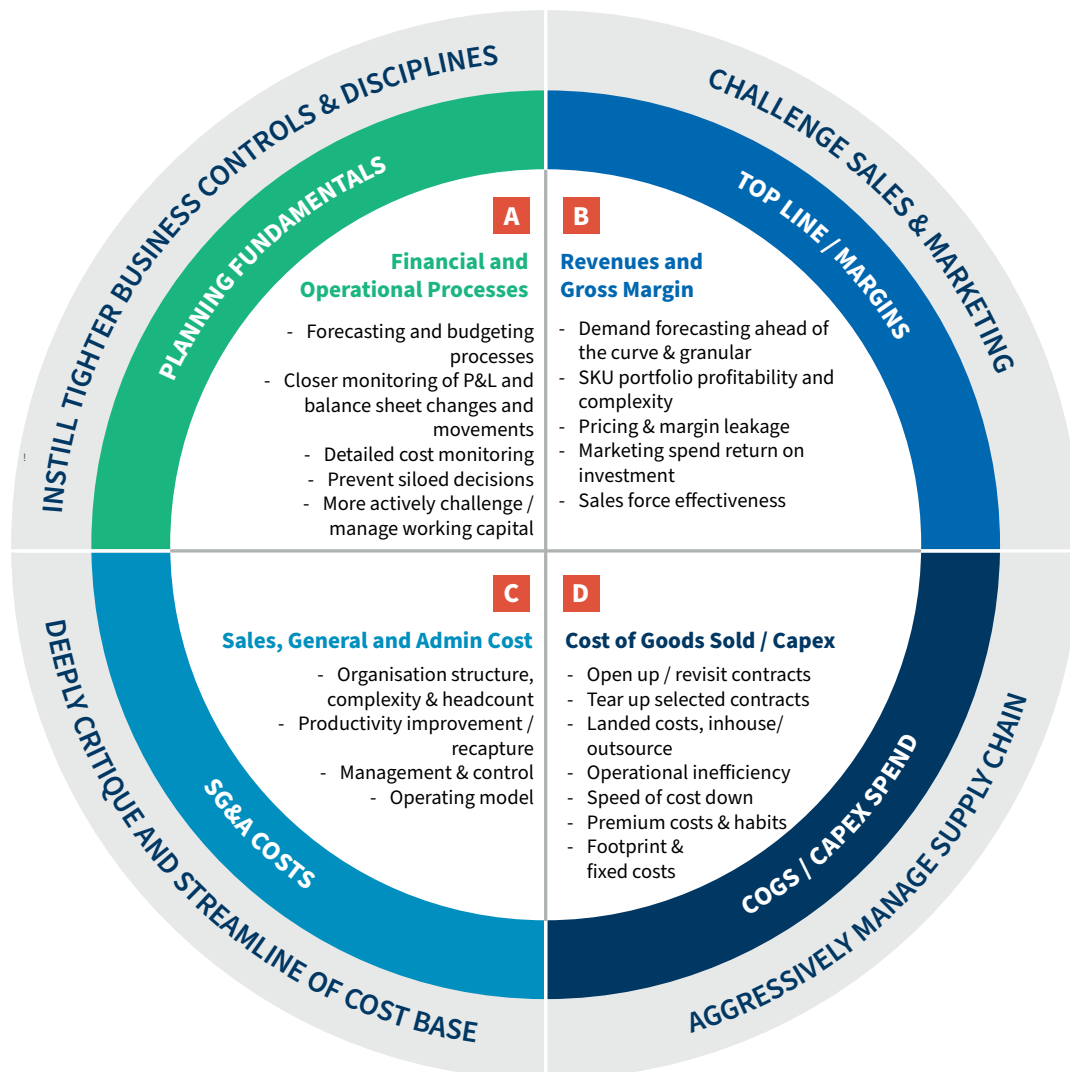 INSTILL TIGHTER BUSINESS CONTROLS & DISCIPLINES
PLANNING FUNDAMENTALS
A
Financial and
Operational Processes
- Forecasting and budgeting
processes
- Closer monitoring of P&L and
balance sheet changes and
movements
- Detailed cost monitoring
- Prevent siloed decisions
- More actively challenge /
manage working capital
!
CHALLENGE SALES & MARKETING
TOP LINE / MARGINS
B
Revenues and
Gross Margin
- Demand forecasting ahead of
the curve & granular
- SKU portfolio profitability and
complexity
- Pricing & margin leakage
- Marketing spend return on
investment
- Sales force effectiveness
DEEPLY CRITIQUE AND STREAMLINE OF COST BASE
SG&A COSTS
C
Sales, General and Admin Cost
- Organisation structure,
complexity & headcount
- Productivity improvement /
recapture
- Management & control
- Operating model
AGGRESSIVELY MANAGE SUPPLY CHAIN
COGS / CAPEX SPEND
D
Cost of Goods Sold / Capex
- Open up / revisit contracts
- Tear up selected contracts
- Landed costs, inhouse/
outsource
- Operational inefficiency
- Speed of cost down
- Premium costs & habits
- Footprint &
fixed costs